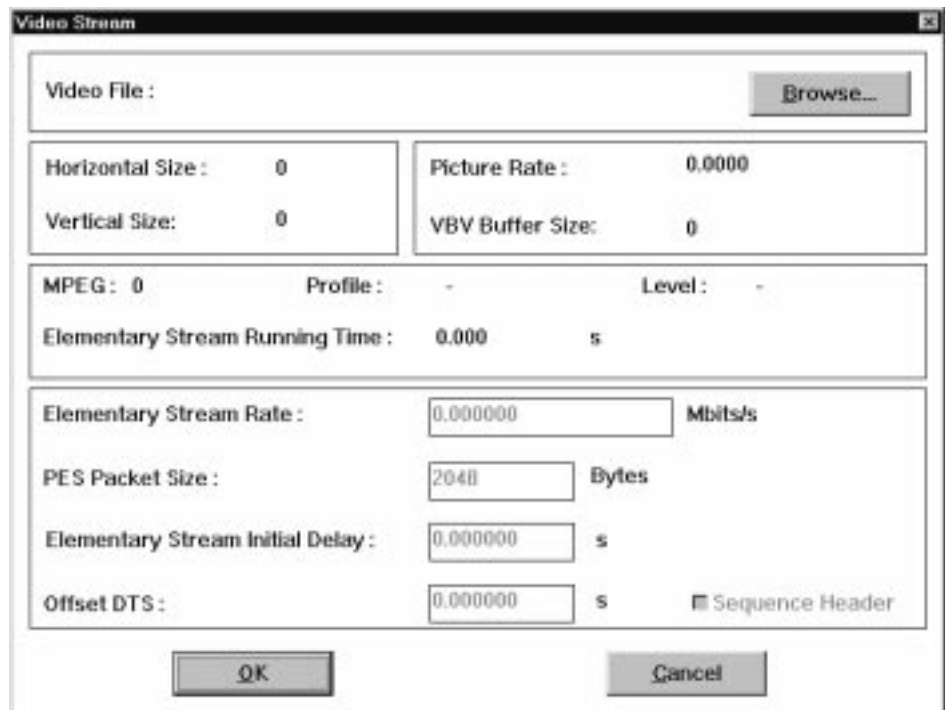 Video Stream
Video File :
Browse...
Horizontal Size : 0
Vertical Size: 0
Picture Rate : 0.0000
VBV Buffer Size: 0
MPEG : 0 Profile : - Level : -
Elementary Stream Running Time : 0.000 s
Elementary Stream Rate : 0.000000 Mbits/s
PES Packet Size : 2048 Bytes
Elementary Stream Initial Delay : 0.000000 s
Offset DTS : 0.000000 s Sequence Header
OK Cancel